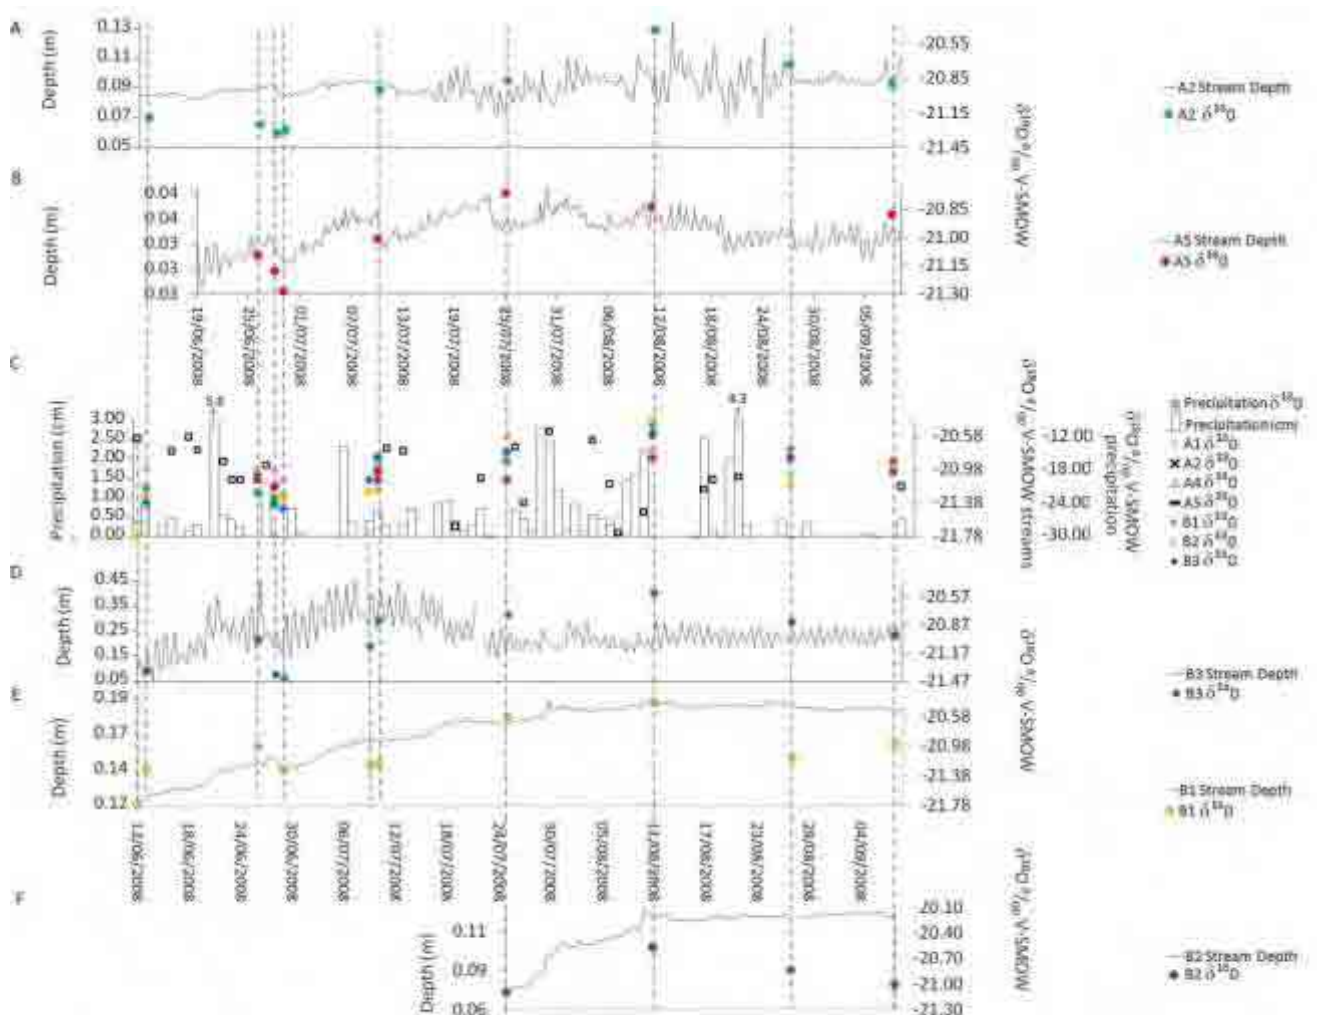 A
Depth (m)
0.13
0.11
0.09
0.07
0.05
-20.55
-20.85
-21.15
-21.45
A2 Stream Depth
A2 δ¹⁸O
B
Depth (m)
0.04
0.04
0.03
0.03
0.03
-20.85
-21.00
-21.15
-21.30
A5 Stream Depth
A5 δ¹⁸O
19/06/2008
25/06/2008
01/07/2008
07/07/2008
13/07/2008
19/07/2008
25/07/2008
31/07/2008
06/08/2008
12/08/2008
18/08/2008
24/08/2008
30/08/2008
05/09/2008
C
Precipitation (cm)
3.00
2.50
2.00
1.50
1.00
0.50
0.00
4.3
-20.58
-20.98
-21.38
-21.78
-12.00
-18.00
-24.00
-30.00
precipitation
Precipitation δ¹⁸O
Precipitation (cm)
A1 δ¹⁸O
A2 δ¹⁸O
A4 δ¹⁸O
A5 δ¹⁸O
B1 δ¹⁸O
B2 δ¹⁸O
B3 δ¹⁸O
D
Depth (m)
0.45
0.35
0.25
0.15
0.05
-20.57
-20.87
-21.17
-21.47
B3 Stream Depth
B3 δ¹⁸O
Depth (m)
0.19
0.17
0.14
0.12
-20.58
-20.98
-21.38
-21.78
B1 Stream Depth
B1 δ¹⁸O
12/06/2008
18/06/2008
24/06/2008
30/06/2008
06/07/2008
12/07/2008
18/07/2008
24/07/2008
30/07/2008
05/08/2008
11/08/2008
17/08/2008
23/08/2008
29/08/2008
04/09/2008
Depth (m)
0.11
0.09
0.06
-20.10
-20.40
-20.70
-21.00
-21.30
B2 Stream Depth
B2 δ¹⁸O